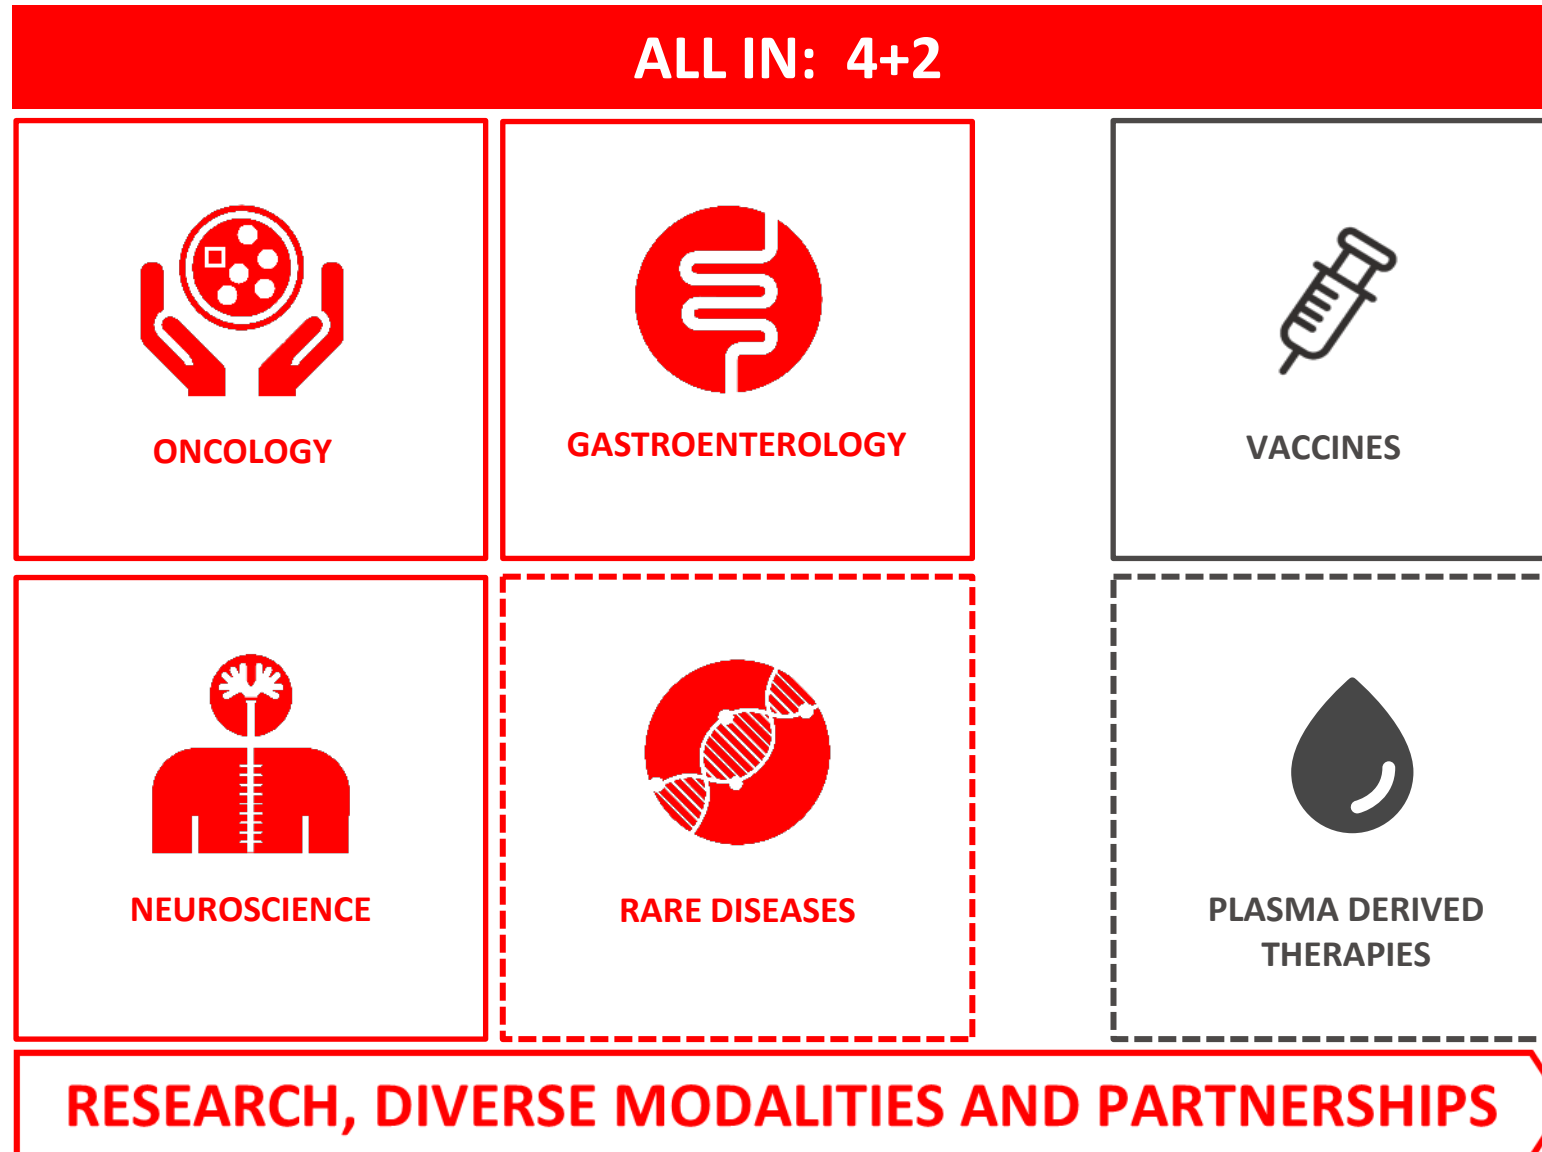 ALL IN: 4+2
ONCOLOGY
GASTROENTEROLOGY
VACCINES
NEUROSCIENCE
RARE DISEASES
PLASMA DERIVED
THERAPIES
RESEARCH, DIVERSE MODALITIES AND PARTNERSHIPS